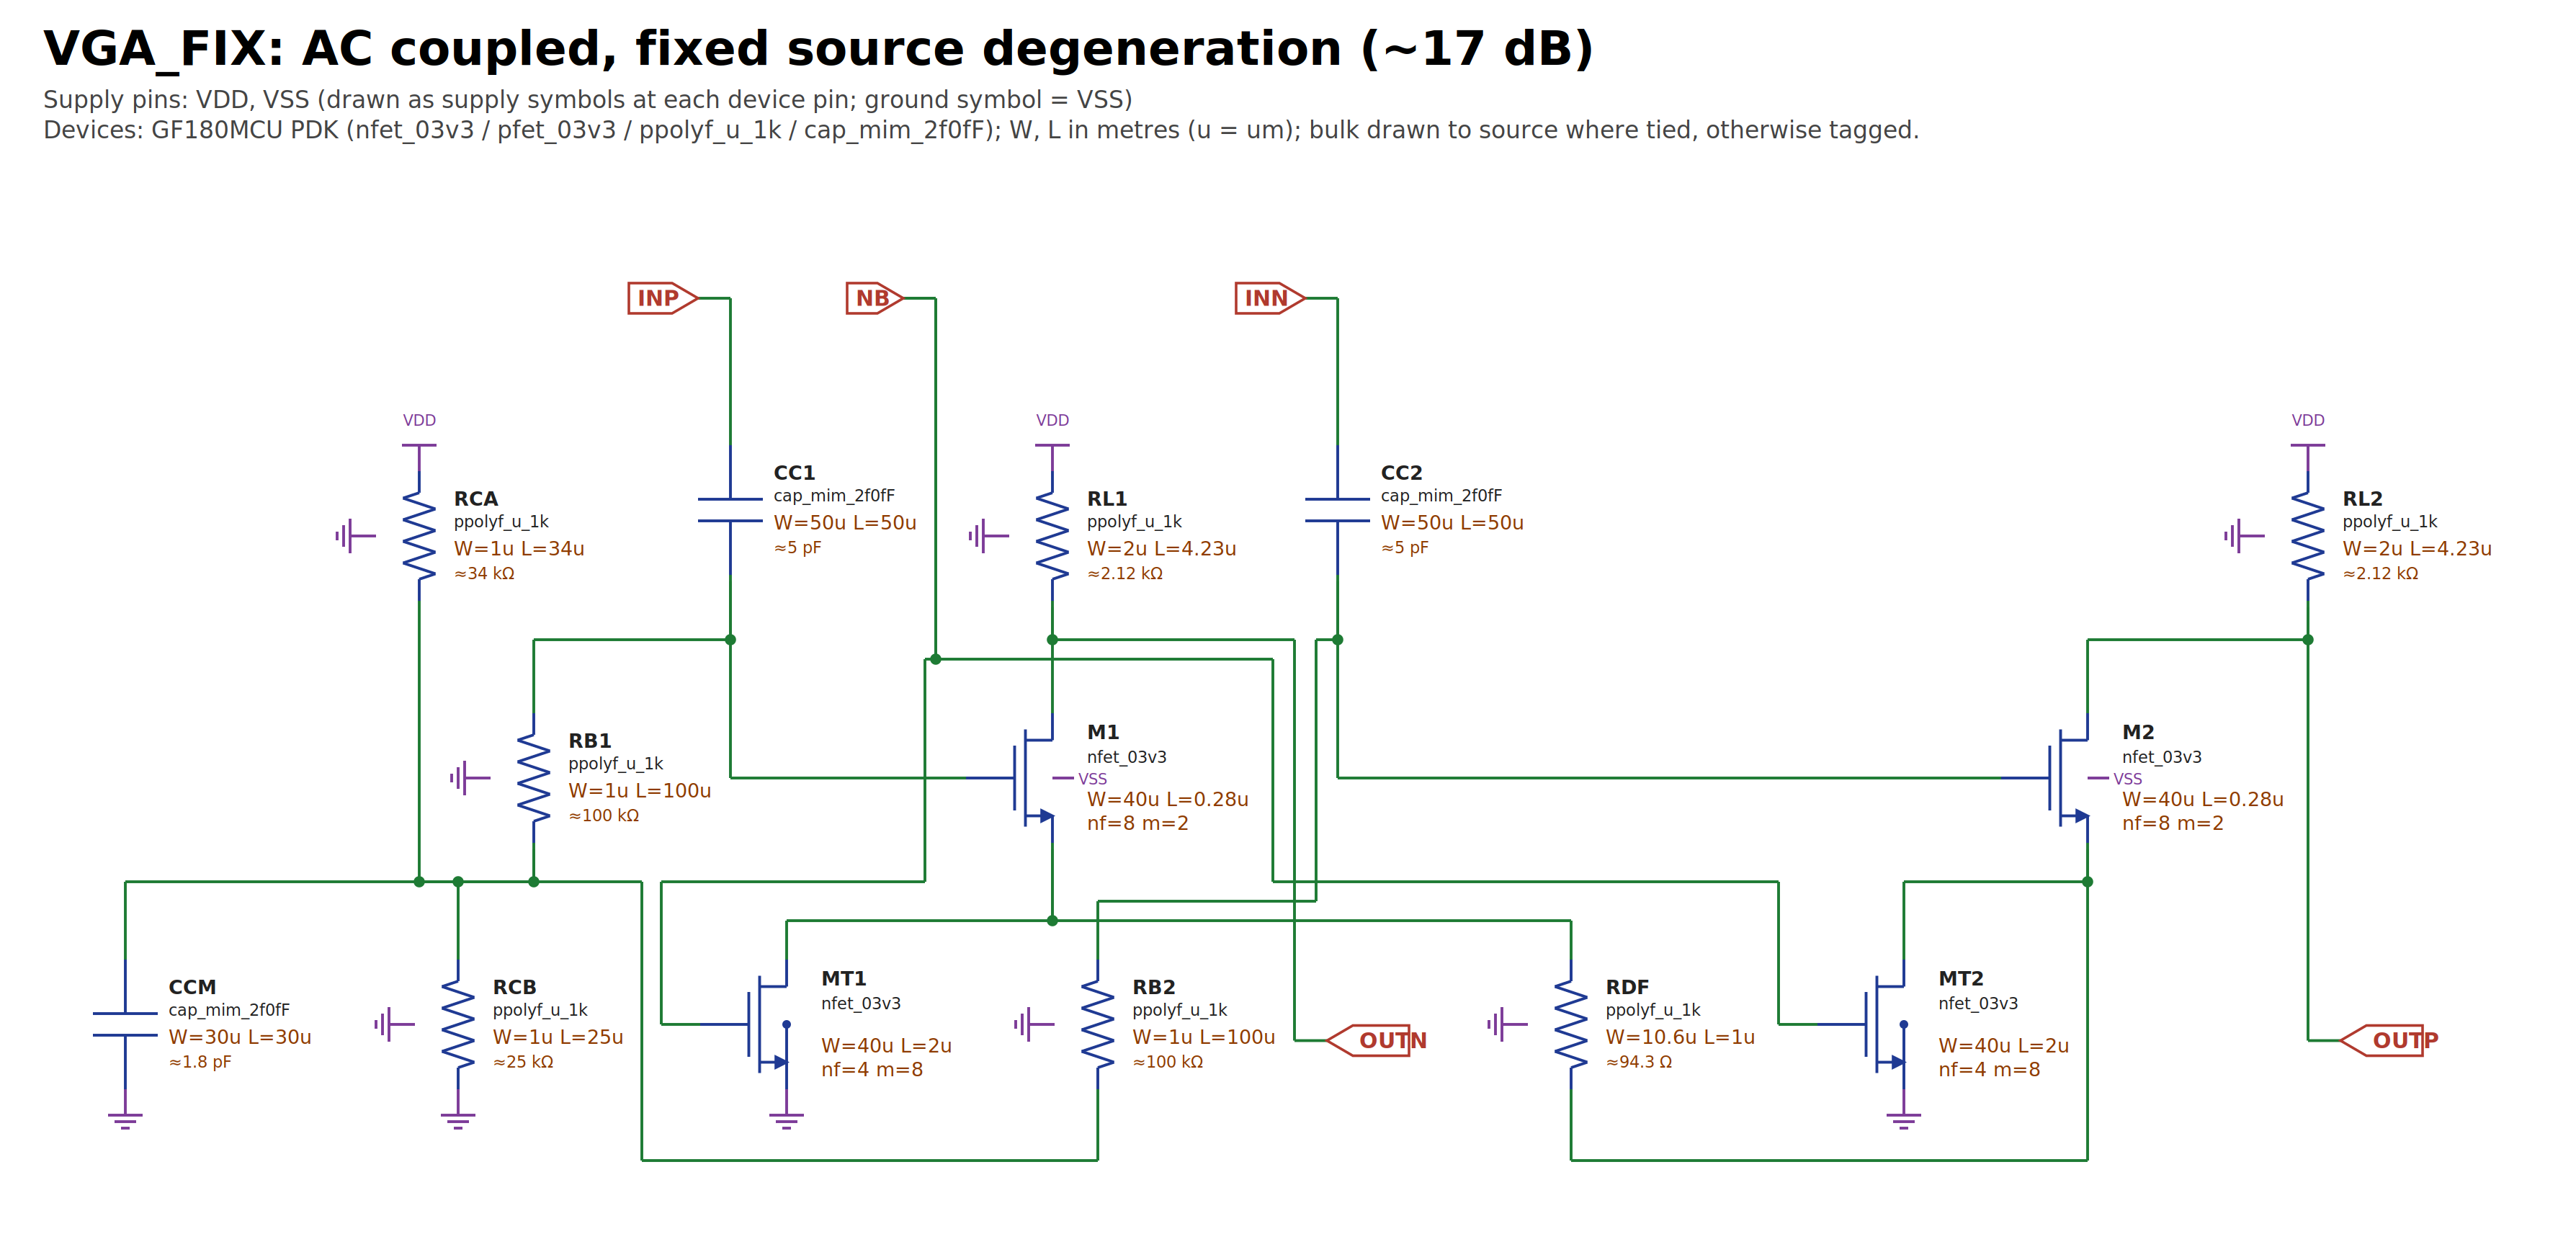 VGA_FIX: AC coupled, fixed source degeneration (~17 dB)
Supply pins: VDD, VSS (drawn as supply symbols at each device pin; ground symbol = VSS)
Devices: GF180MCU PDK (nfet_03v3 / pfet_03v3 / ppolyf_u_1k / cap_mim_2f0fF); W, L in metres (u = um); bulk drawn to source where tied, otherwise tagged.
INP
NB
INN
VDD
VDD
VDD
RCA
ppolyf_u_1k
W=1u L=34u
≈34 kΩ
CC1
cap_mim_2f0fF
W=50u L=50u
≈5 pF
RL1
ppolyf_u_1k
W=2u L=4.23u
≈2.12 kΩ
CC2
cap_mim_2f0fF
W=50u L=50u
≈5 pF
RL2
ppolyf_u_1k
W=2u L=4.23u
≈2.12 kΩ
RB1
ppolyf_u_1k
W=1u L=100u
≈100 kΩ
M1
nfet_03v3
VSS
W=40u L=0.28u
nf=8 m=2
M2
nfet_03v3
VSS
W=40u L=0.28u
nf=8 m=2
CCM
cap_mim_2f0fF
W=30u L=30u
≈1.8 pF
RCB
ppolyf_u_1k
W=1u L=25u
≈25 kΩ
MT1
nfet_03v3
W=40u L=2u
nf=4 m=8
RB2
ppolyf_u_1k
W=1u L=100u
≈100 kΩ
OUTN
RDF
ppolyf_u_1k
W=10.6u L=1u
≈94.3 Ω
MT2
nfet_03v3
W=40u L=2u
nf=4 m=8
OUTP